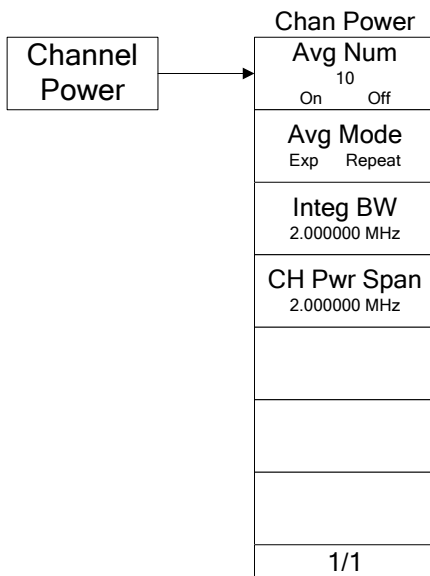 Channel
Power
Chan Power
Avg Num
10
On Off
Avg Mode
Exp Repeat
Integ BW
2.000000 MHz
CH Pwr Span
2.000000 MHz
1/1